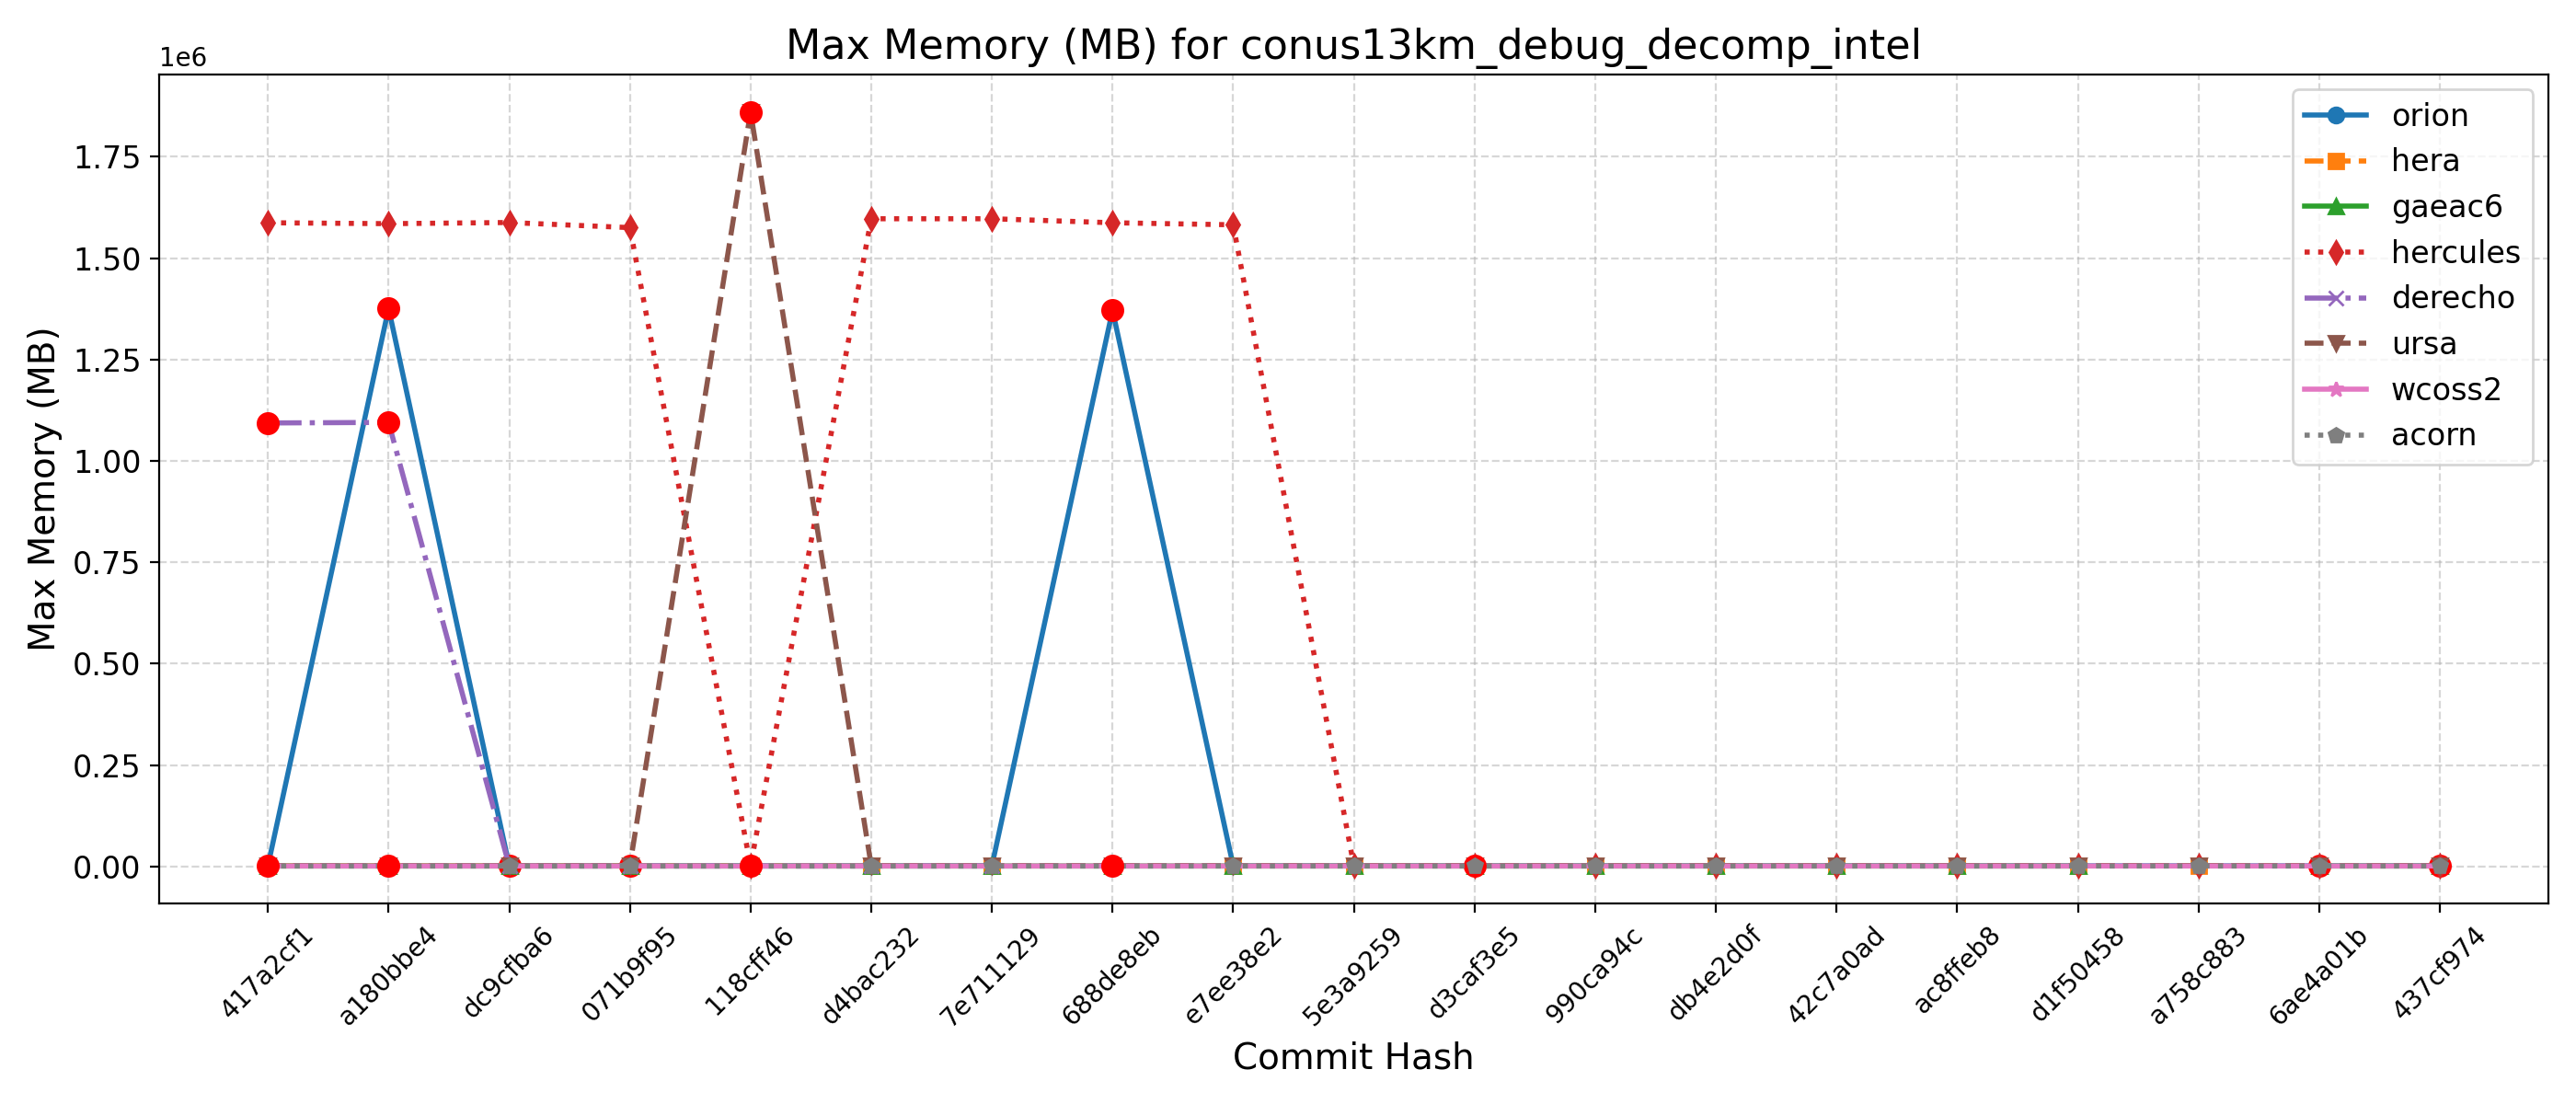 Max Memory (MB) for conus13km_debug_decomp_intel
1e6
1.75
1.50
1.25
1.00
0.75
0.50
0.25
0.00
Max Memory (MB)
orion
hera
gaeac6
hercules
derecho
ursa
wcoss2
acorn
417a2cf1
a180bbe4
dc9cfba6
071b9f95
118cff46
d4bac232
7e711129
688de8eb
e7ee38e2
5e3a9259
d3caf3e5
990ca94c
db4e2d0f
42c7a0ad
ac8ffeb8
d1f50458
a758c883
6ae4a01b
437cf974
Commit Hash